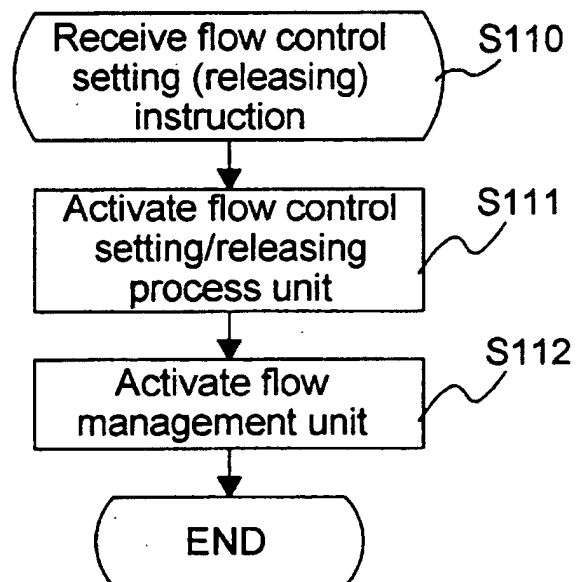 Receive flow control
setting (releasing)
instruction
S110
Activate flow control
setting/releasing
process unit
S111
Activate flow
management unit
S112
END